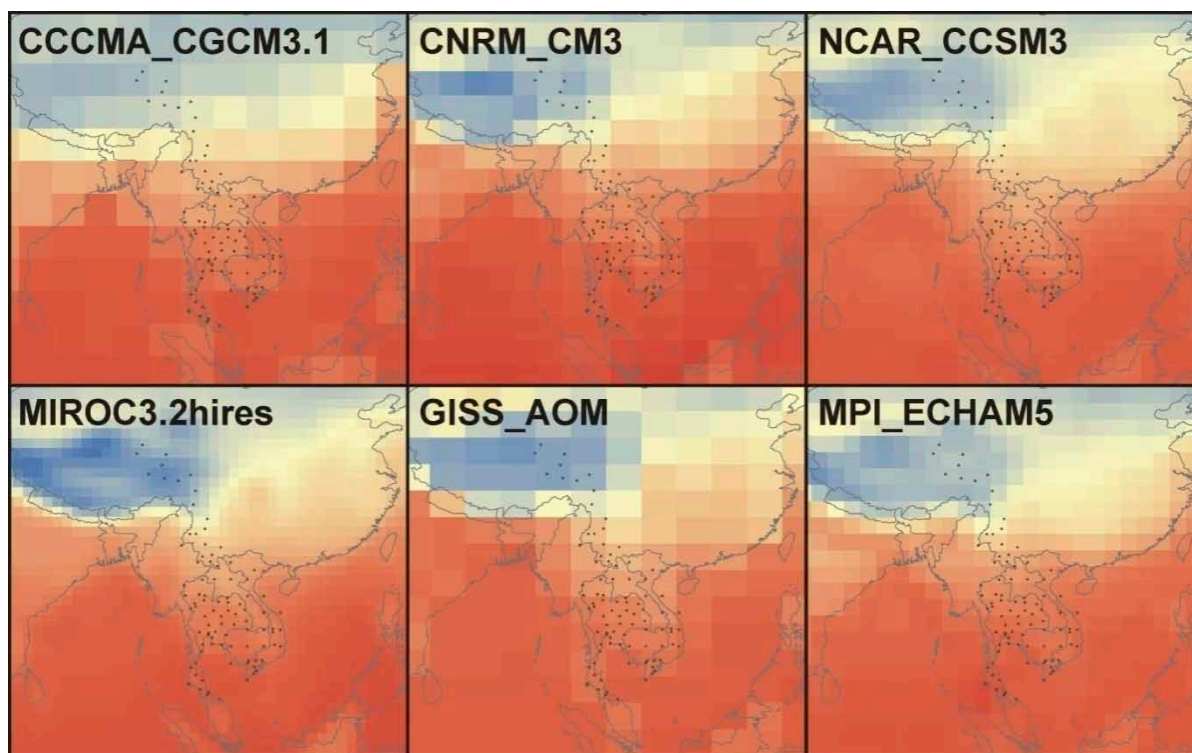 CCCMA_CGCM3.1
CNRM_CM3
NCAR_CCSM3
MIROC3.2hires
GISS_AOM
MPI_ECHAM5